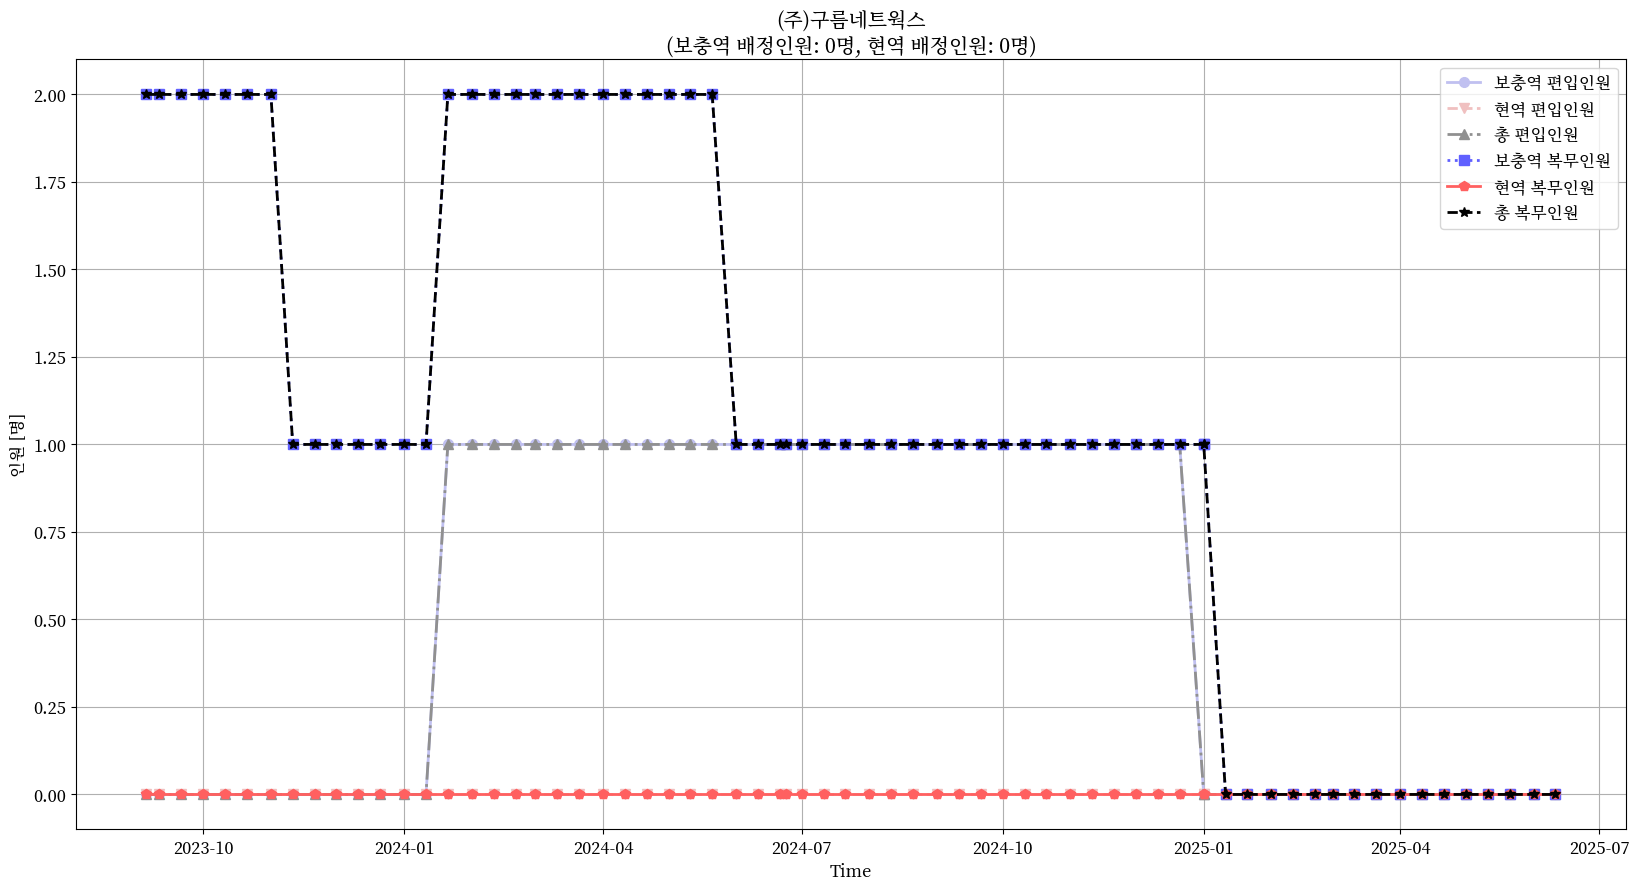 (주)구름네트웍스
(보충역 배정인원: 0명, 현역 배정인원: 0명)
보충역 편입인원
현역 편입인원
총 편입인원
보충역 복무인원
현역 복무인원
총 복무인원
인원 [명]
2.00
1.75
1.50
1.25
1.00
0.75
0.50
0.25
0.00
2023-10
2024-01
2024-04
2024-07
2024-10
2025-01
2025-04
2025-07
Time